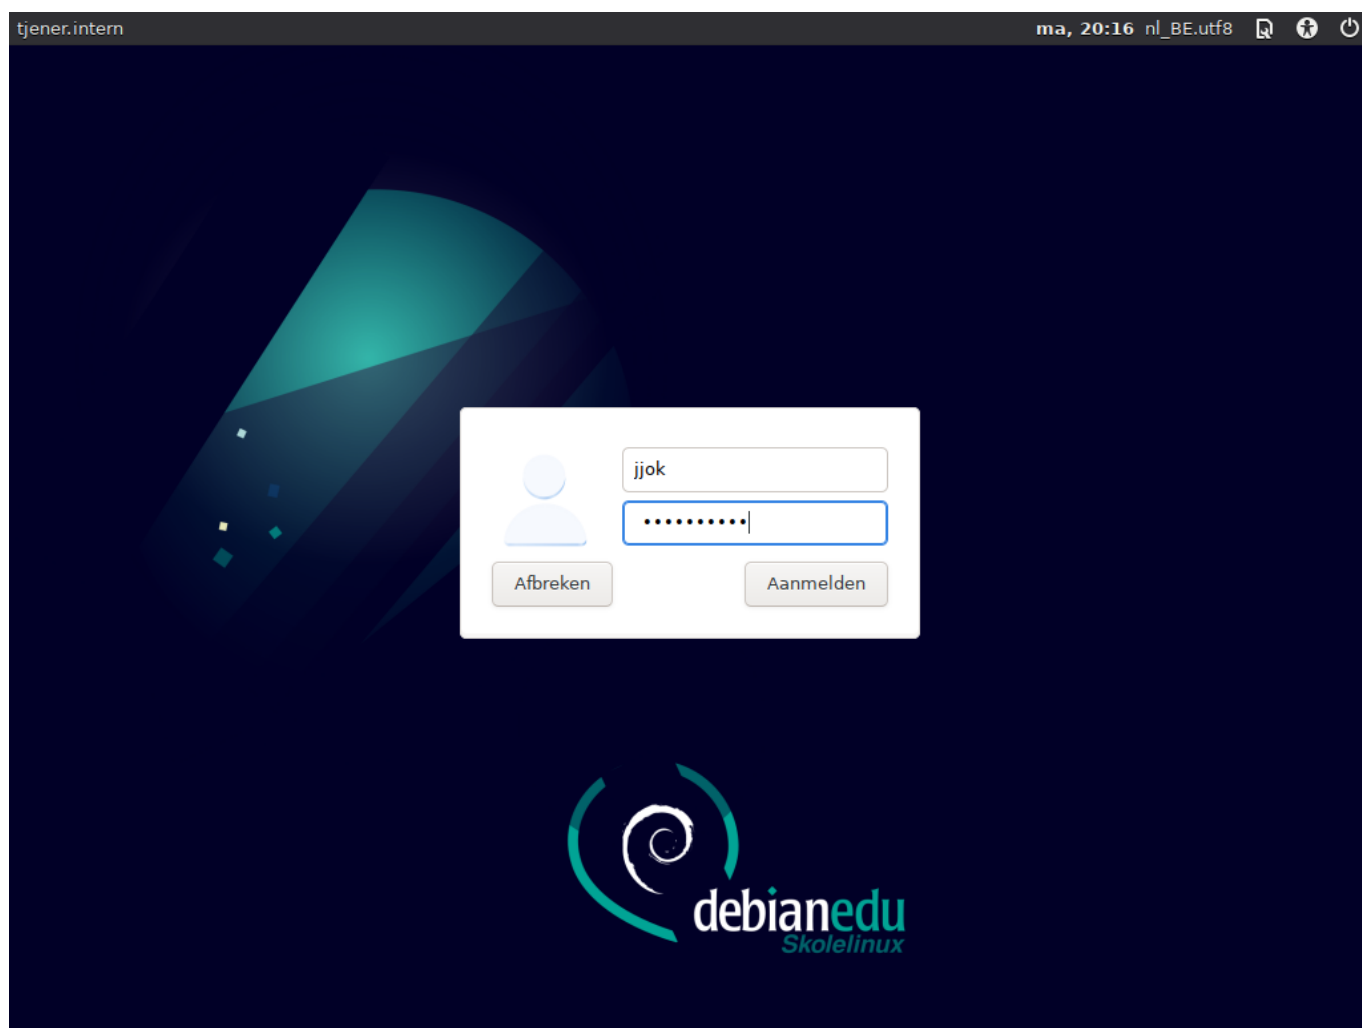 tjener.intern
ma, 20:16 nl_BE.utf8
jjok
••••••••••
Afbreken
Aanmelden
debianedu
Skolelinux